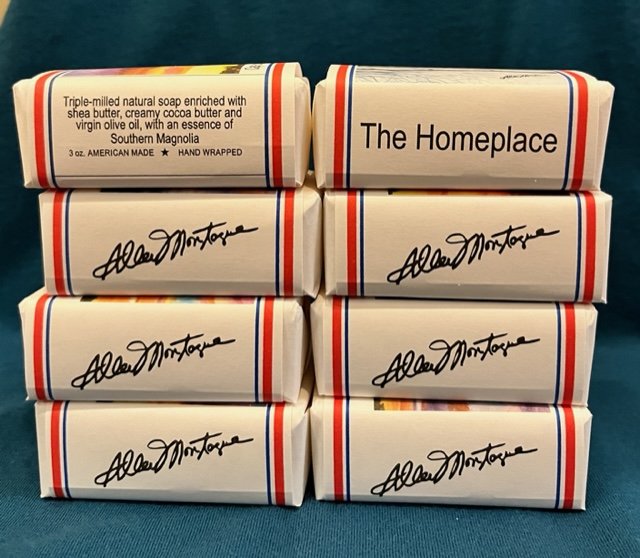 Triple-milled natural soap enriched with
shea butter, creamy cocoa butter and
virgin olive oil, with an essence of
Southern Magnolia
3 oz. AMERICAN MADE ★ HAND WRAPPED
The Homeplace
Allen Montague
Allen Montague
Allen Montague
Allen Montague
Allen Montague
Allen Montague